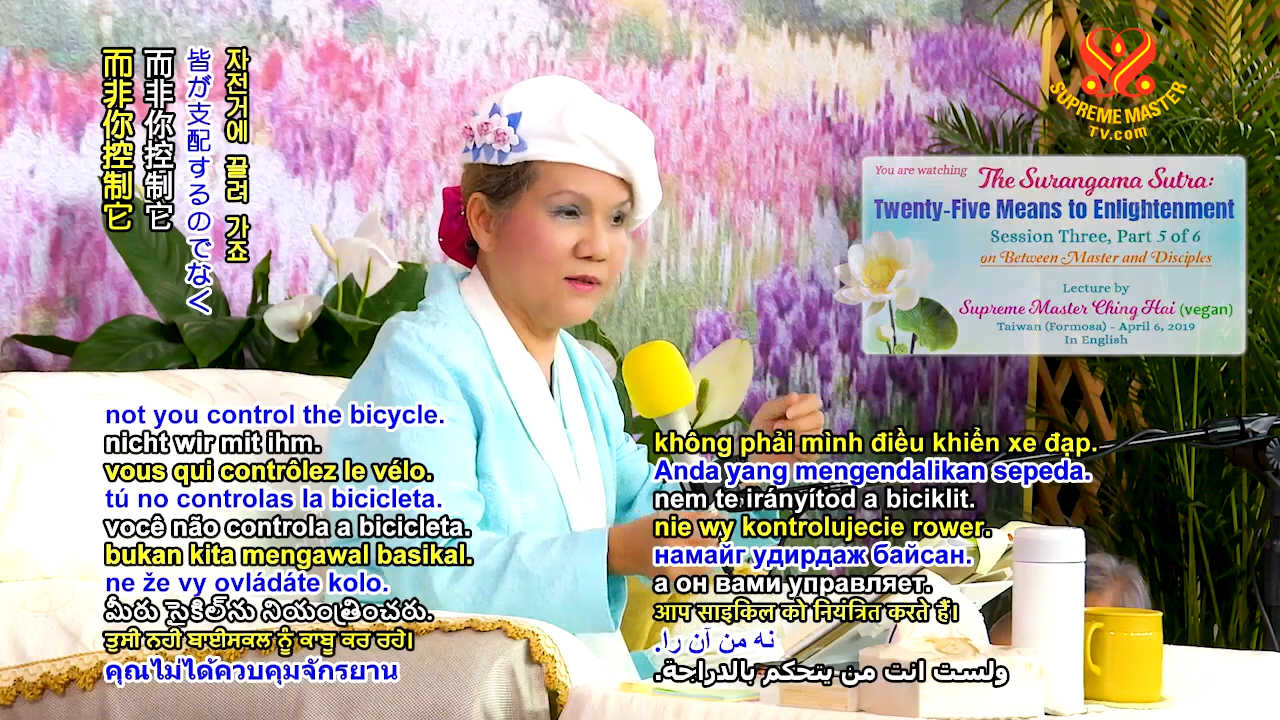 SUPREME MASTER
TV.com
You are watching
The Surangama Sutra:
Twenty-Five Means to Enlightenment
Session Three, Part 5 of 6
on Between Master and Disciples
Lecture by
Supreme Master Ching Hai (vegan)
Taiwan (Formosa) - April 6, 2019
In English
자전거에 끌려 가죠
皆が支配するのでなく
而非你控制它
而非你控制它
not you control the bicycle.
nicht wir mit ihm.
vous qui contrôlez le vélo.
tú no controlas la bicicleta.
você não controla a bicicleta.
bukan kita mengawal basikal.
ne že vy ovládáte kolo.
మీరు సైకిల్‌ను నియంత్రించరు.
ਤੁਸੀ ਨਹੀ ਬਾਈਸਕਲ ਨੂੰ ਕਾਬੂ ਕਰ ਰਹੇ।
คุณไม่ได้ควบคุมจักรยาน
không phải mình điều khiển xe đạp.
Anda yang mengendalikan sepeda.
nem te irányítod a biciklit.
nie wy kontrolujecie rower.
намайг удирдаж байсан.
а он вами управляет.
आप साइकिल को नियंत्रित करते हैं।
نه من آن را.
ولست انت من يتحكم بالدراجة.